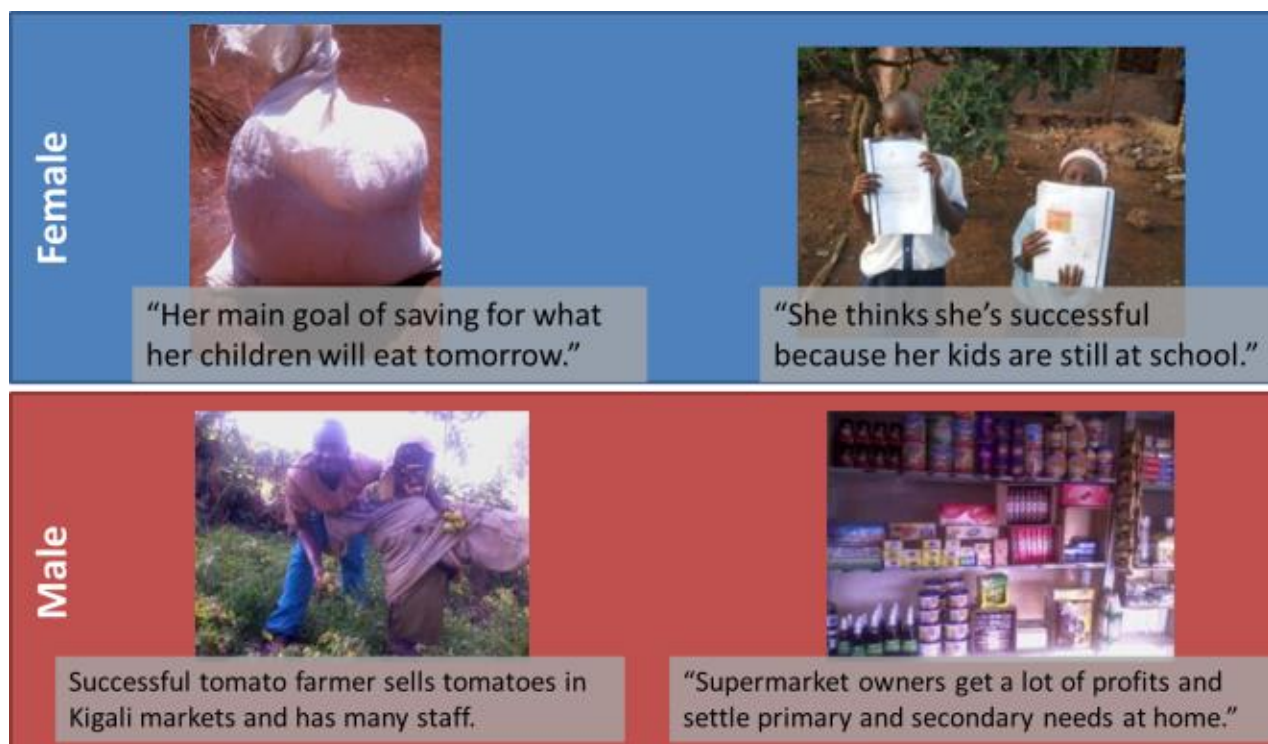 Female
“Her main goal of saving for what
her children will eat tomorrow.”
“She thinks she’s successful
because her kids are still at school.”
Male
Successful tomato farmer sells tomatoes in
Kigali markets and has many staff.
“Supermarket owners get a lot of profits and
settle primary and secondary needs at home.”